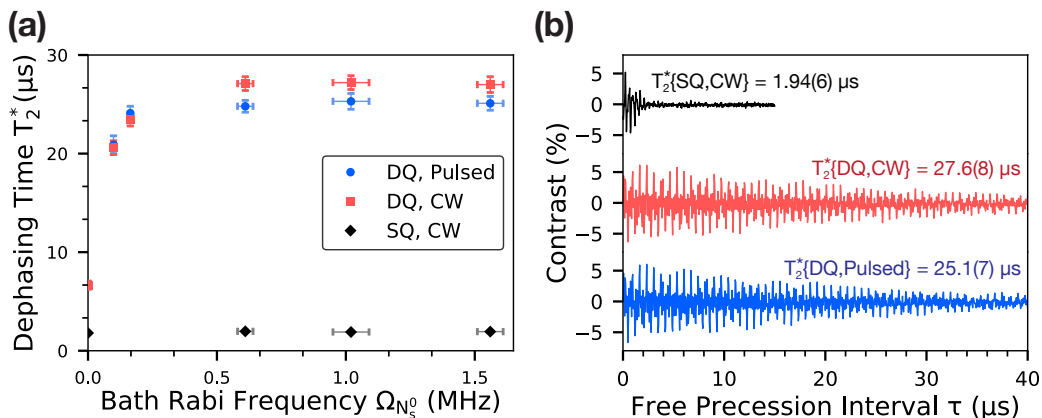 (a)
30
20
10
0
Dephasing Time T₂* (μs)
DQ, Pulsed
DQ, CW
SQ, CW
0.0 0.5 1.0 1.5
Bath Rabi Frequency Ω_{N_s^0} (MHz)
(b)
Contrast (%)
5
0
−5
T₂*{SQ,CW} = 1.94(6) μs
5
0
−5
T₂*{DQ,CW} = 27.6(8) μs
5
0
−5
T₂*{DQ,Pulsed} = 25.1(7) μs
0 10 20 30 40
Free Precession Interval τ (μs)